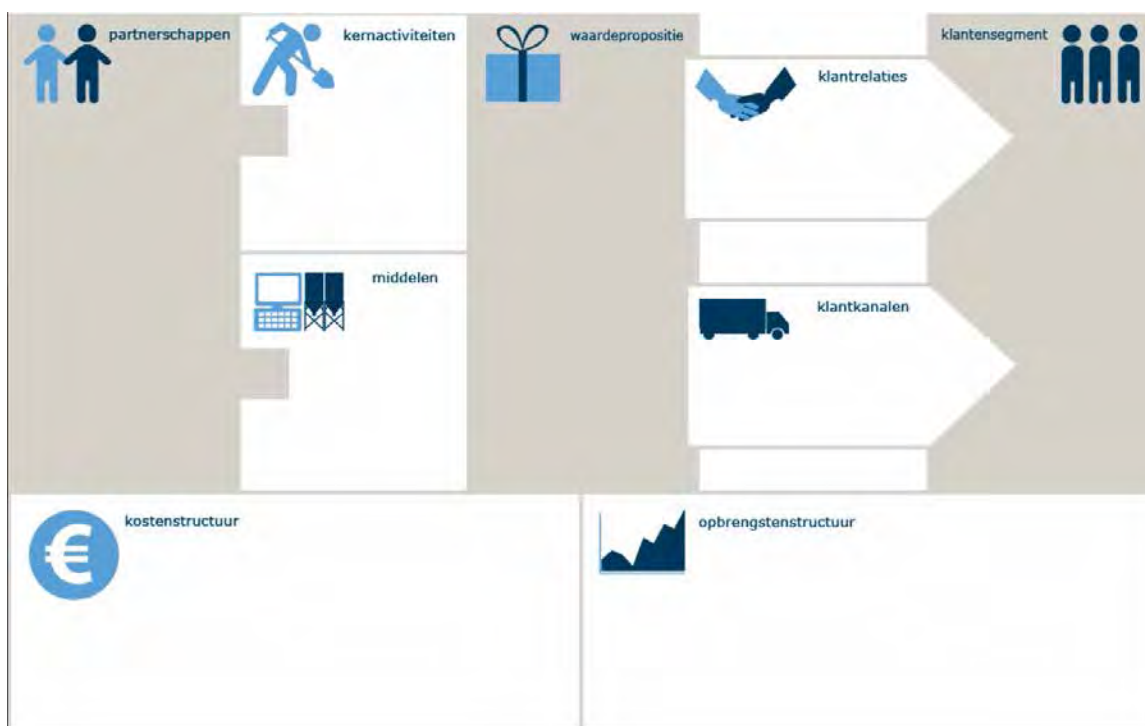 partnerschappen
kernactiviteiten
waardepropositie
klantrelaties
klantensegment
middelen
klantkanalen
kostenstructuur
opbrengstenstructuur